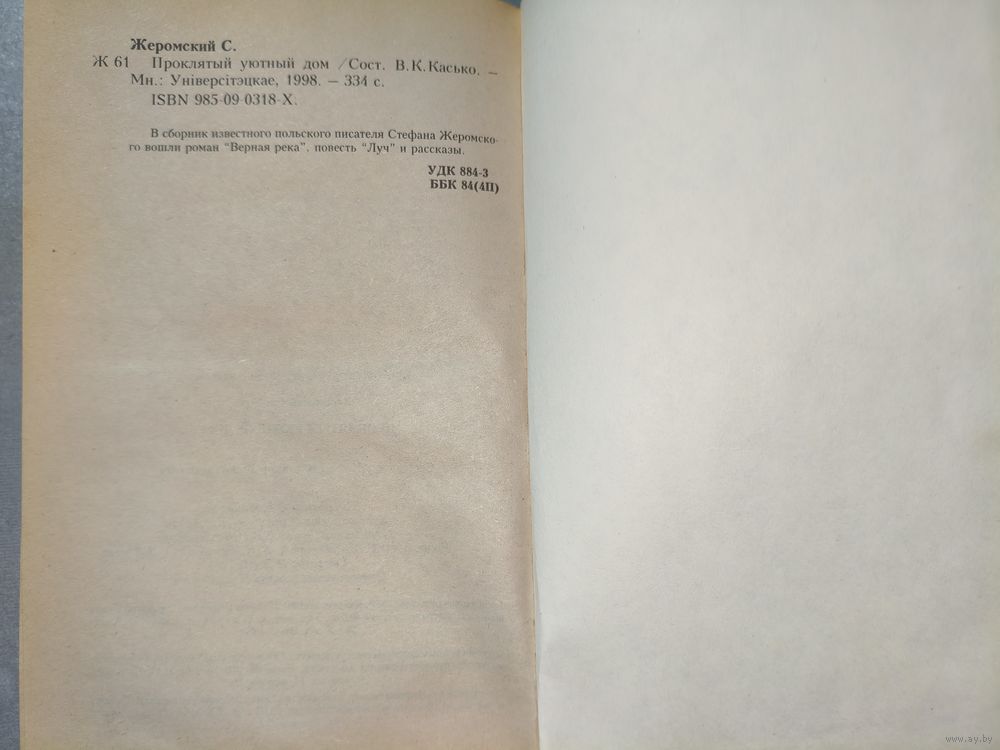 Жеромский С.
Ж 61 Проклятый уютный дом /Сост. В.К.Касько. –
Мн.: Універсітэцкае, 1998. – 334 с.
ISBN 985-09-0318-X.
В сборник известного польского писателя Стефана Жеромско-
го вошли роман "Верная река", повесть "Луч" и рассказы.
УДК 884-3
ББК 84(4П)
www.ay.by